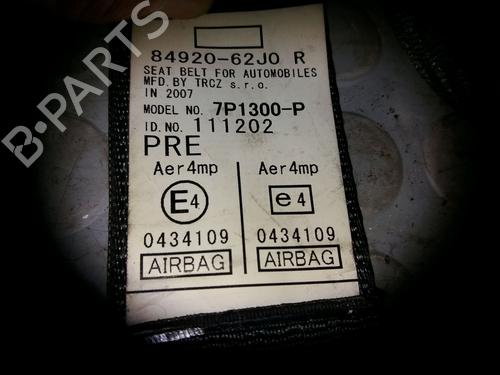 84920-62J0 R
SEAT BELT FOR AUTOMOBILES
MFD.BY TRCZ s.r.o.
IN 2007
MODEL NO. 7P1300-P
ID.NO. 111202
PRE
Aer4mp Aer4mp
E4 e4
0434109 0434109
AIRBAG AIRBAG